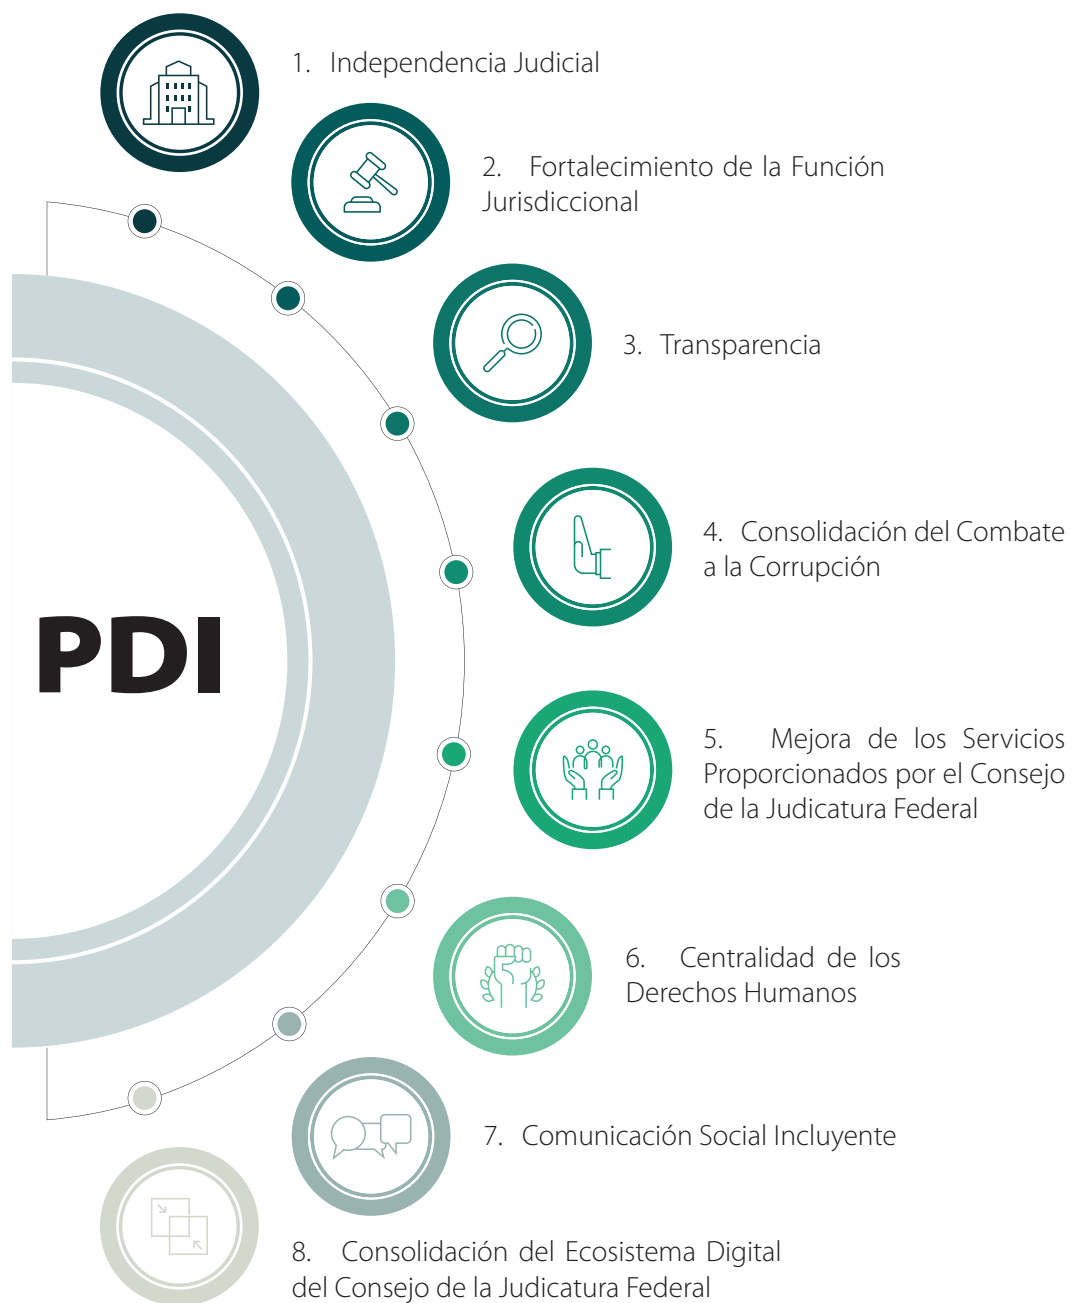 1. Independencia Judicial
2. Fortalecimiento de la Función
Jurisdiccional
3. Transparencia
4. Consolidación del Combate
a la Corrupción
PDI
5. Mejora de los Servicios
Proporcionados por el Consejo
de la Judicatura Federal
6. Centralidad de los
Derechos Humanos
7. Comunicación Social Incluyente
8. Consolidación del Ecosistema Digital
del Consejo de la Judicatura Federal